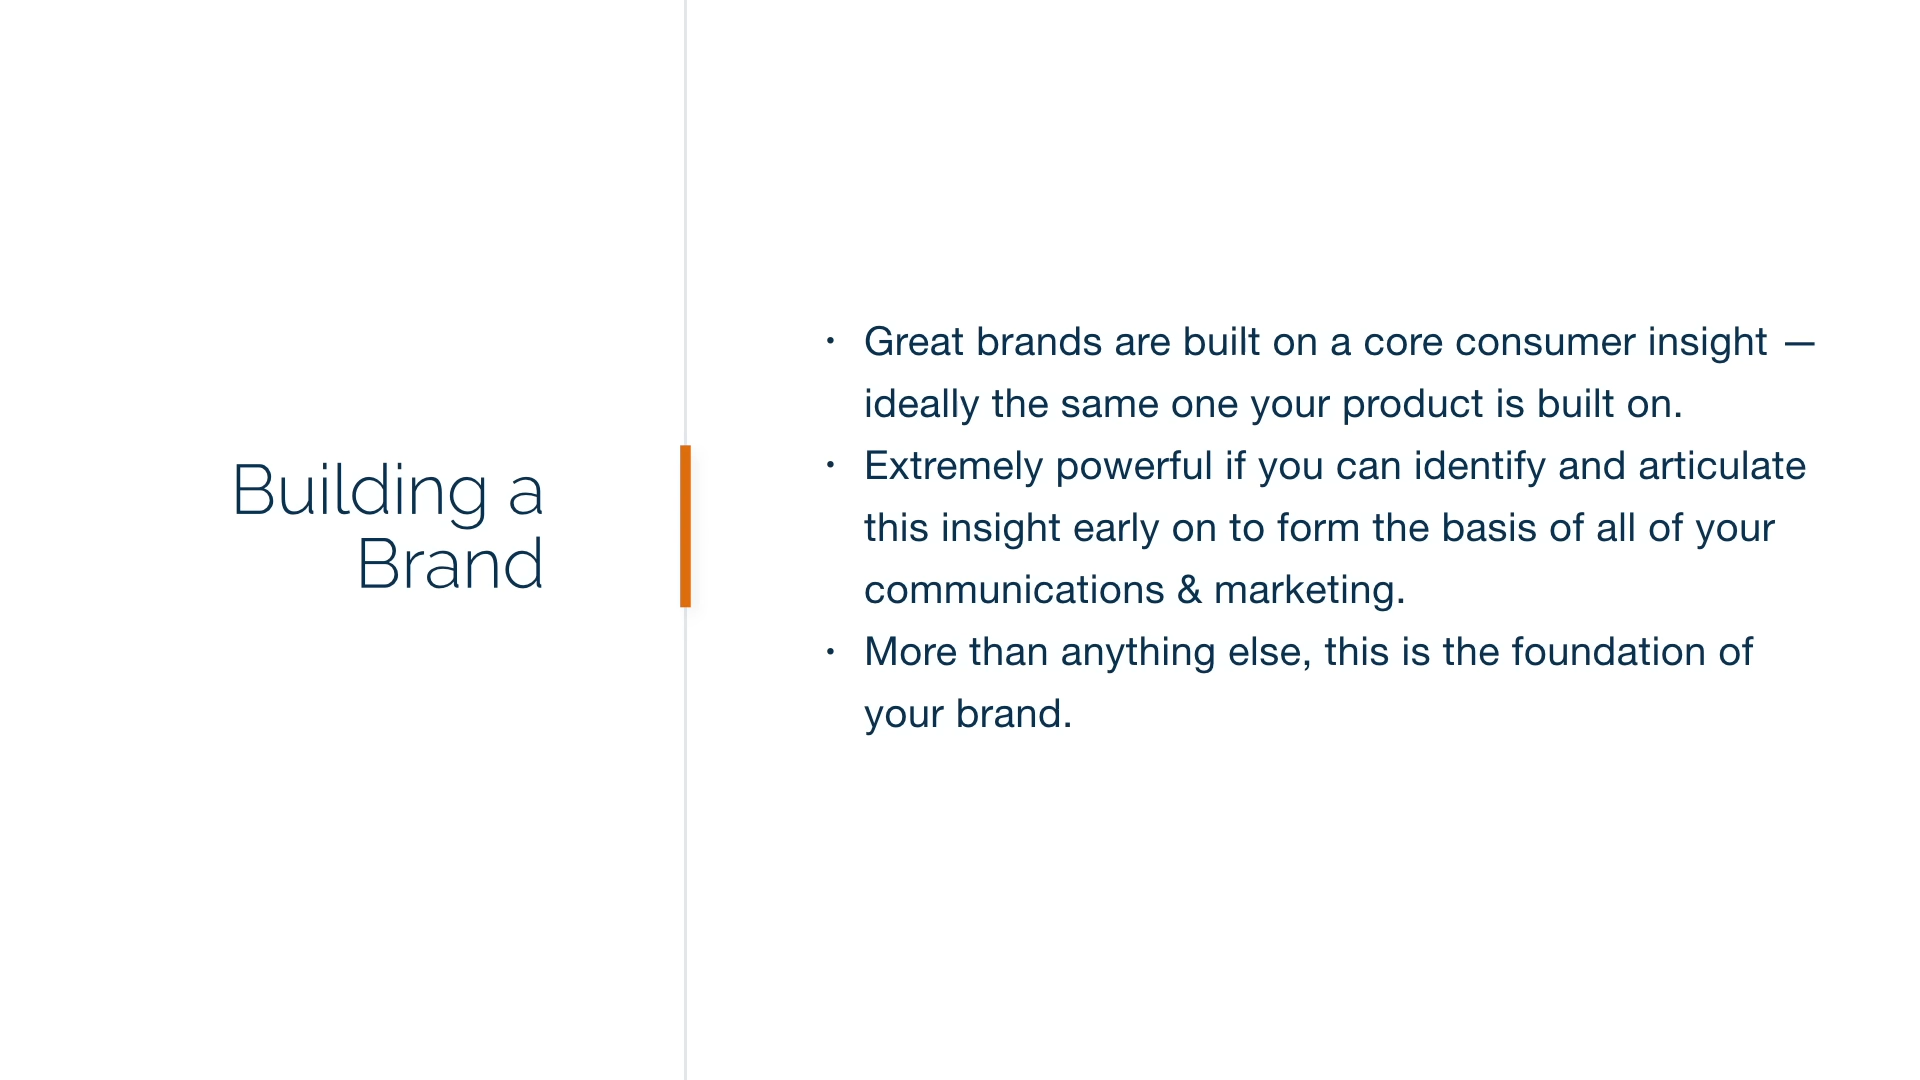 Building a
Brand
· Great brands are built on a core consumer insight —
ideally the same one your product is built on.
· Extremely powerful if you can identify and articulate
this insight early on to form the basis of all of your
communications & marketing.
· More than anything else, this is the foundation of
your brand.